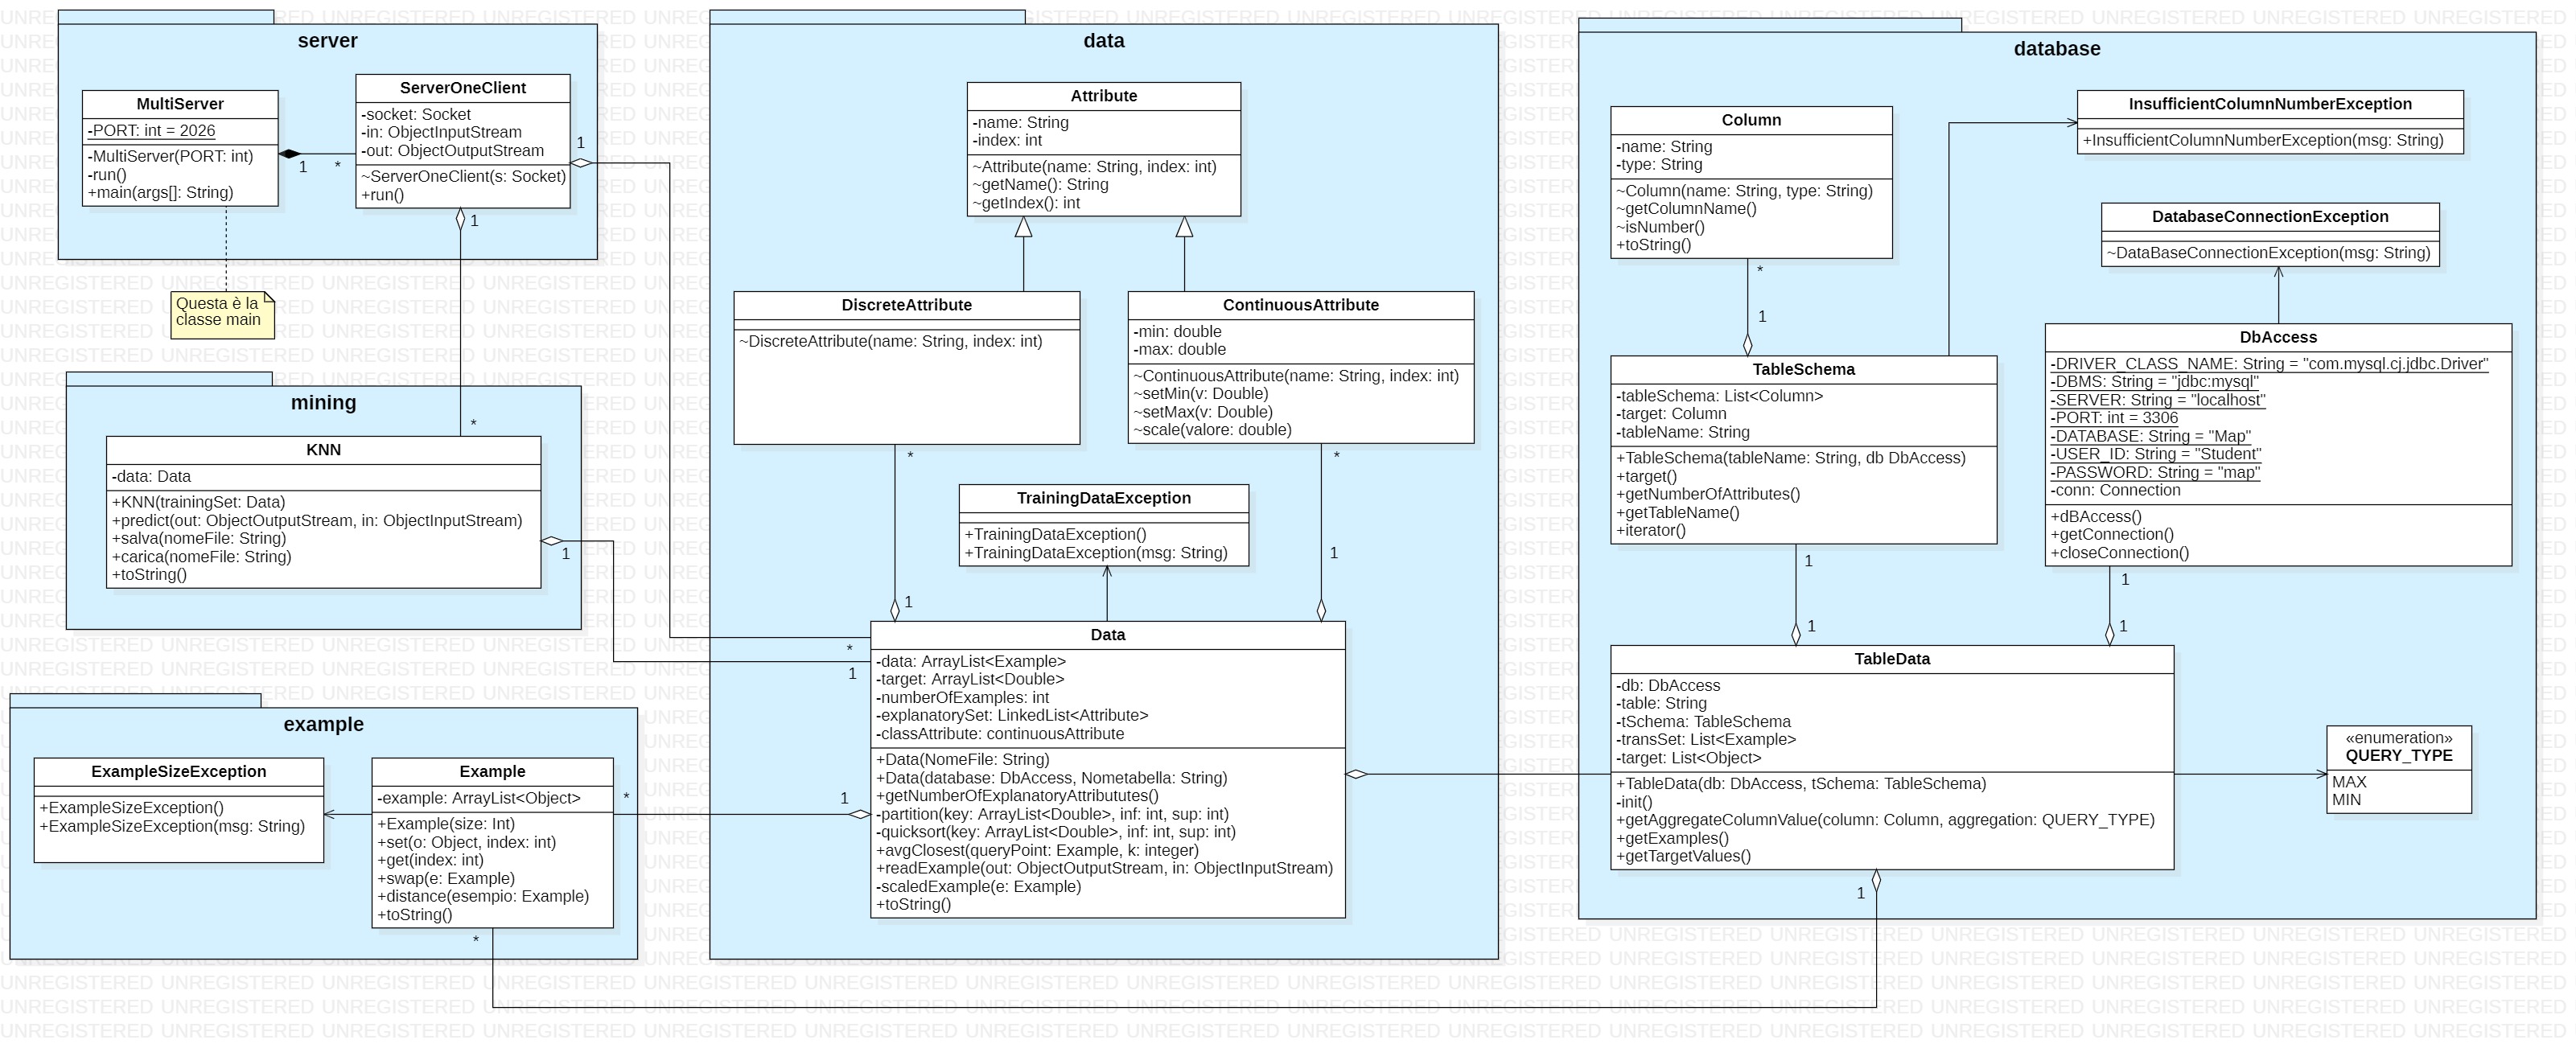 server
MultiServer
-PORT: int = 2026
-MultiServer(PORT: int)
-run()
+main(args[]: String)
1
*
ServerOneClient
-socket: Socket
-in: ObjectInputStream
-out: ObjectOutputStream
~ServerOneClient(s: Socket)
+run()
1
1
Questa è la
classe main
mining
*
KNN
-data: Data
+KNN(trainingSet: Data)
+predict(out: ObjectOutputStream, in: ObjectInputStream)
+salva(nomeFile: String)
+carica(nomeFile: String)
+toString()
1
example
ExampleSizeException
+ExampleSizeException()
+ExampleSizeException(msg: String)
Example
-example: ArrayList<Object>
+Example(size: Int)
+set(o: Object, index: int)
+get(index: int)
+swap(e: Example)
+distance(esempio: Example)
+toString()
*
*
data
Attribute
-name: String
-index: int
~Attribute(name: String, index: int)
~getName(): String
~getIndex(): int
DiscreteAttribute
~DiscreteAttribute(name: String, index: int)
*
1
ContinuousAttribute
-min: double
-max: double
~ContinuousAttribute(name: String, index: int)
~setMin(v: Double)
~setMax(v: Double)
~scale(valore: double)
*
1
TrainingDataException
+TrainingDataException()
+TrainingDataException(msg: String)
*
1
1
Data
-data: ArrayList<Example>
-target: ArrayList<Double>
-numberOfExamples: int
-explanatorySet: LinkedList<Attribute>
-classAttribute: continuousAttribute
+Data(NomeFile: String)
+Data(database: DbAccess, Nometabella: String)
+getNumberOfExplanatoryAttribututes()
-partition(key: ArrayList<Double>, inf: int, sup: int)
-quicksort(key: ArrayList<Double>, inf: int, sup: int)
+avgClosest(queryPoint: Example, k: integer)
+readExample(out: ObjectOutputStream, in: ObjectInputStream)
-scaledExample(e: Example)
+toString()
database
Column
-name: String
-type: String
~Column(name: String, type: String)
~getColumnName()
~isNumber()
+toString()
*
1
InsufficientColumnNumberException
+InsufficientColumnNumberException(msg: String)
DatabaseConnectionException
~DataBaseConnectionException(msg: String)
TableSchema
-tableSchema: List<Column>
-target: Column
-tableName: String
+TableSchema(tableName: String, db DbAccess)
+target()
+getNumberOfAttributes()
+getTableName()
+iterator()
1
1
DbAccess
-DRIVER_CLASS_NAME: String = "com.mysql.cj.jdbc.Driver"
-DBMS: String = "jdbc:mysql"
-SERVER: String = "localhost"
-PORT: int = 3306
-DATABASE: String = "Map"
-USER_ID: String = "Student"
-PASSWORD: String = "map"
-conn: Connection
+dBAccess()
+getConnection()
+closeConnection()
1
1
TableData
-db: DbAccess
-table: String
-tSchema: TableSchema
-transSet: List<Example>
-target: List<Object>
+TableData(db: DbAccess, tSchema: TableSchema)
-init()
+getAggregateColumnValue(column: Column, aggregation: QUERY_TYPE)
+getExamples()
+getTargetValues()
1
«enumeration»
QUERY_TYPE
MAX
MIN